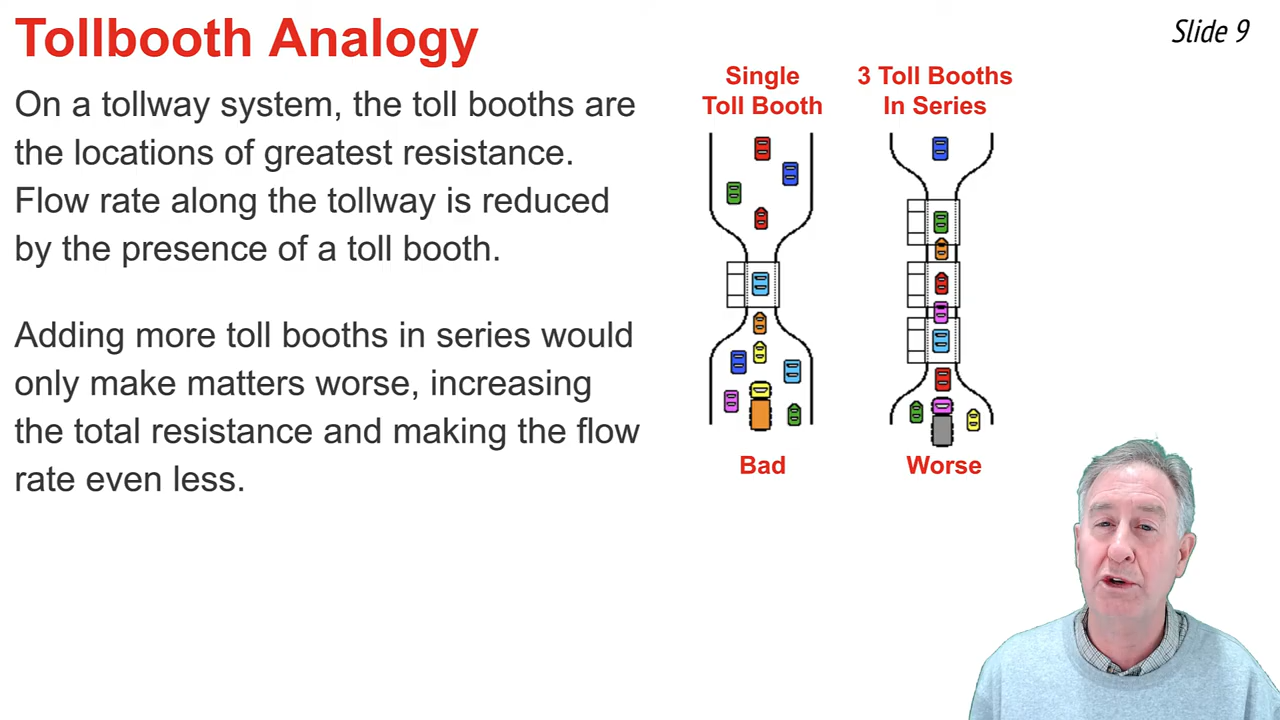 Tollbooth Analogy
Slide 9
On a tollway system, the toll booths are
the locations of greatest resistance.
Flow rate along the tollway is reduced
by the presence of a toll booth.
Adding more toll booths in series would
only make matters worse, increasing
the total resistance and making the flow
rate even less.
Single
Toll Booth
3 Toll Booths
In Series
Bad
Worse